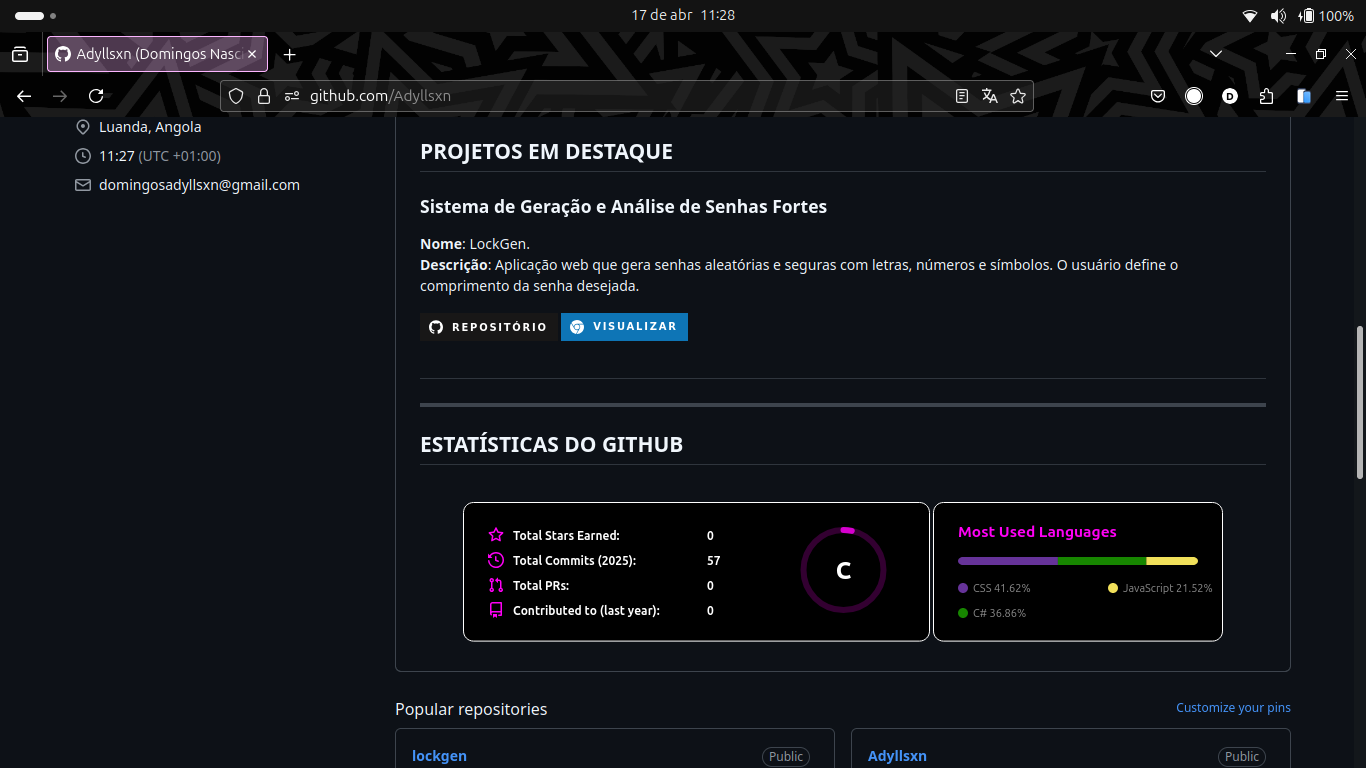 17 de abr 11:28
100%
Adyllsxn (Domingos Nasc
github.com/Adyllsxn
D
Luanda, Angola
11:27 (UTC +01:00)
domingosadyllsxn@gmail.com
PROJETOS EM DESTAQUE
Sistema de Geração e Análise de Senhas Fortes
Nome: LockGen.
Descrição: Aplicação web que gera senhas aleatórias e seguras com letras, números e símbolos. O usuário define o
comprimento da senha desejada.
REPOSITÓRIO VISUALIZAR
ESTATÍSTICAS DO GITHUB
Total Stars Earned: 0
Total Commits (2025): 57
Total PRs: 0
Contributed to (last year): 0
C
Most Used Languages
CSS 41.62% JavaScript 21.52%
C# 36.86%
Popular repositories Customize your pins
lockgen Public
Adyllsxn Public